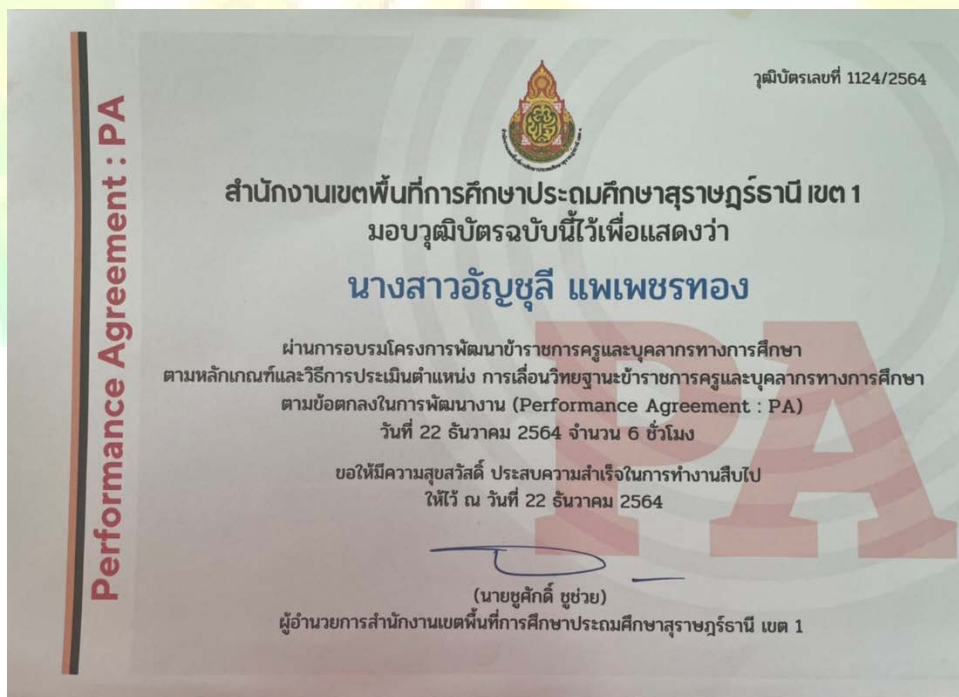 วุฒิบัตรเลขที่ 1124/2564
Performance Agreement : PA
สำนักงานเขตพื้นที่การศึกษาประถมศึกษาสุราษฎร์ธานี เขต 1
มอบวุฒิบัตรฉบับนี้ไว้เพื่อแสดงว่า
นางสาวอัญชุลี แพเพชรทอง
ผ่านการอบรมโครงการพัฒนาข้าราชการครูและบุคลากรทางการศึกษา
ตามหลักเกณฑ์และวิธีการประเมินตำแหน่ง การเลื่อนวิทยฐานะข้าราชการครูและบุคลากรทางการศึกษา
ตามข้อตกลงในการพัฒนางาน (Performance Agreement : PA)
วันที่ 22 ธันวาคม 2564 จำนวน 6 ชั่วโมง
ขอให้มีความสุขสวัสดิ์ ประสบความสำเร็จในการทำงานสืบไป
ให้ไว้ ณ วันที่ 22 ธันวาคม 2564
(นายชูศักดิ์ ชูช่วย)
ผู้อำนวยการสำนักงานเขตพื้นที่การศึกษาประถมศึกษาสุราษฎร์ธานี เขต 1
PA